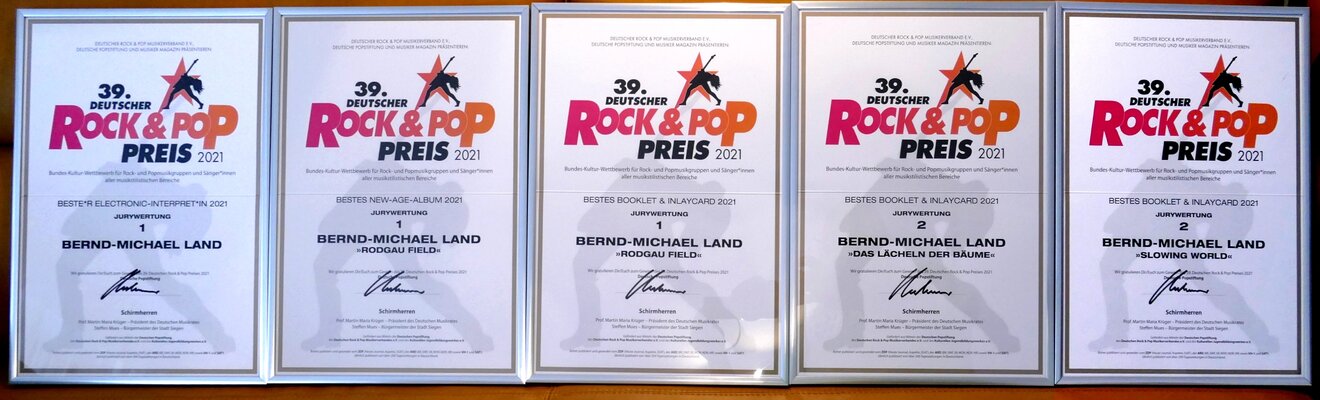 DEUTSCHER ROCK & POP MUSIKERVERBAND E.V.,
DEUTSCHE POPSTIFTUNG UND MUSIKER MAGAZIN PRÄSENTIEREN:
39.
DEUTSCHER
ROCK & POP
PREIS 2021
Bundes-Kultur-Wettbewerb für Rock- und Popmusikgruppen und Sänger*innen
aller musikstilistischen Bereiche
BESTE*R ELECTRONIC-INTERPRET*IN 2021
JURYWERTUNG
1
BERND-MICHAEL LAND
Schirmherren
Prof. Martin Maria Krüger – Präsident des Deutschen Musikrates
Steffen Mues – Bürgermeister der Stadt Siegen
DEUTSCHER ROCK & POP MUSIKERVERBAND E.V.,
DEUTSCHE POPSTIFTUNG UND MUSIKER MAGAZIN PRÄSENTIEREN:
39.
DEUTSCHER
ROCK & POP
PREIS 2021
Bundes-Kultur-Wettbewerb für Rock- und Popmusikgruppen und Sänger*innen
aller musikstilistischen Bereiche
BESTES NEW-AGE-ALBUM 2021
JURYWERTUNG
1
BERND-MICHAEL LAND
»RODGAU FIELD«
Schirmherren
Prof. Martin Maria Krüger – Präsident des Deutschen Musikrates
Steffen Mues – Bürgermeister der Stadt Siegen
DEUTSCHER ROCK & POP MUSIKERVERBAND E.V.,
DEUTSCHE POPSTIFTUNG UND MUSIKER MAGAZIN PRÄSENTIEREN:
39.
DEUTSCHER
ROCK & POP
PREIS 2021
Bundes-Kultur-Wettbewerb für Rock- und Popmusikgruppen und Sänger*innen
aller musikstilistischen Bereiche
BESTES BOOKLET & INLAYCARD 2021
JURYWERTUNG
1
BERND-MICHAEL LAND
»RODGAU FIELD«
Schirmherren
Prof. Martin Maria Krüger – Präsident des Deutschen Musikrates
Steffen Mues – Bürgermeister der Stadt Siegen
DEUTSCHER ROCK & POP MUSIKERVERBAND E.V.,
DEUTSCHE POPSTIFTUNG UND MUSIKER MAGAZIN PRÄSENTIEREN:
39.
DEUTSCHER
ROCK & POP
PREIS 2021
Bundes-Kultur-Wettbewerb für Rock- und Popmusikgruppen und Sänger*innen
aller musikstilistischen Bereiche
BESTES BOOKLET & INLAYCARD 2021
JURYWERTUNG
2
BERND-MICHAEL LAND
»DAS LÄCHELN DER BÄUME«
Schirmherren
Prof. Martin Maria Krüger – Präsident des Deutschen Musikrates
Steffen Mues – Bürgermeister der Stadt Siegen
DEUTSCHER ROCK & POP MUSIKERVERBAND E.V.,
DEUTSCHE POPSTIFTUNG UND MUSIKER MAGAZIN PRÄSENTIEREN:
39.
DEUTSCHER
ROCK & POP
PREIS 2021
Bundes-Kultur-Wettbewerb für Rock- und Popmusikgruppen und Sänger*innen
aller musikstilistischen Bereiche
BESTES BOOKLET & INLAYCARD 2021
JURYWERTUNG
2
BERND-MICHAEL LAND
»SLOWING WORLD«
Schirmherren
Prof. Martin Maria Krüger – Präsident des Deutschen Musikrates
Steffen Mues – Bürgermeister der Stadt Siegen